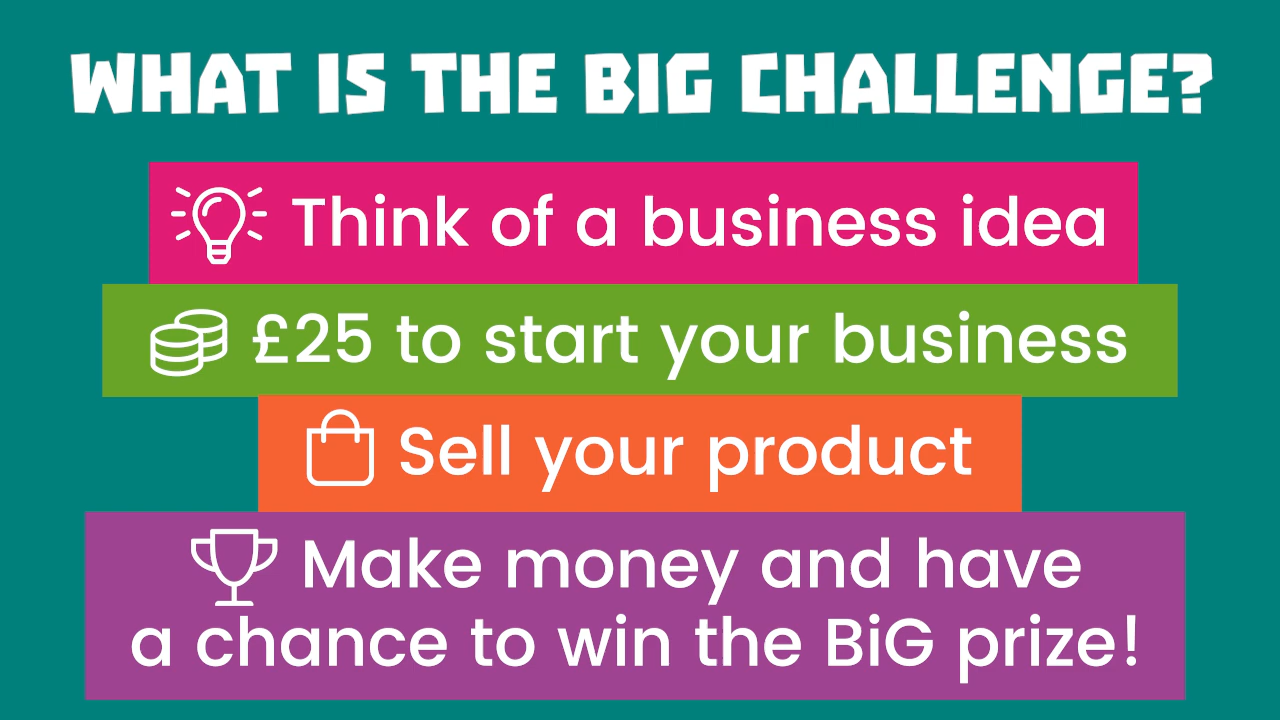 WHAT IS THE BIG CHALLENGE?
Think of a business idea
£25 to start your business
Sell your product
Make money and have
a chance to win the BiG prize!